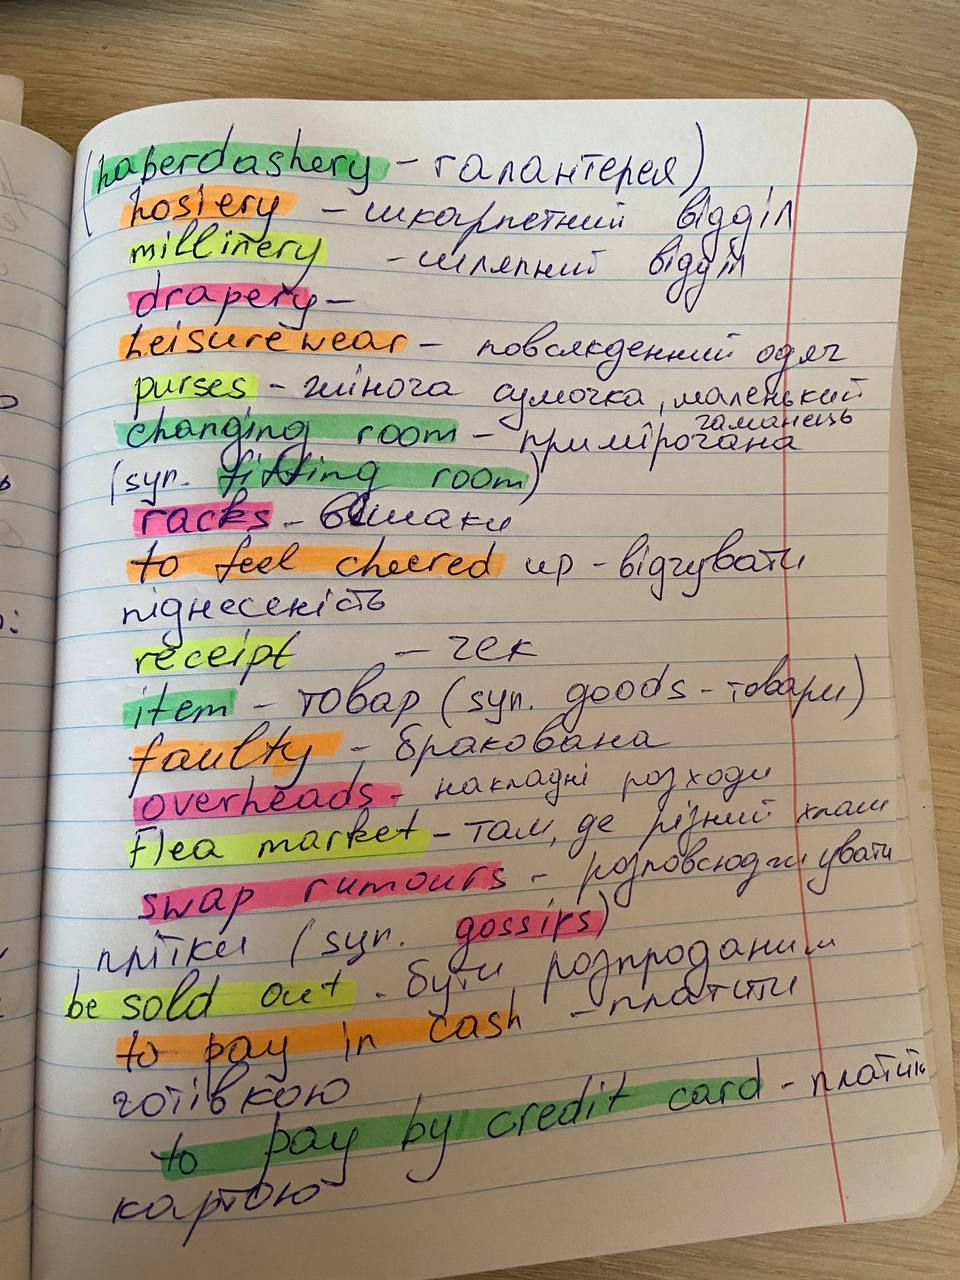 (haberdashery - галантерея)
hosiery - шкарпетний відділ
millinery - шляпний відділ
drapery -
Leisure wear - повсякденний одяг
purses - жіноча сумочка, маленький
гаманець
changing room - примірочана
(syn. fitting room)
racks - вішаки
to feel cheered up - відчувати
піднесеність
receipt - чек
item - товар (syn. goods - товари)
faulty - бракована
overheads - накладні розходи
Flea market - там, де різний хлам
swap rumours - розповсюджувати
плітки (syn. gossips)
be sold out - бути розпроданим
to pay in cash - платити
готівкою
to pay by credit card - платити
картою